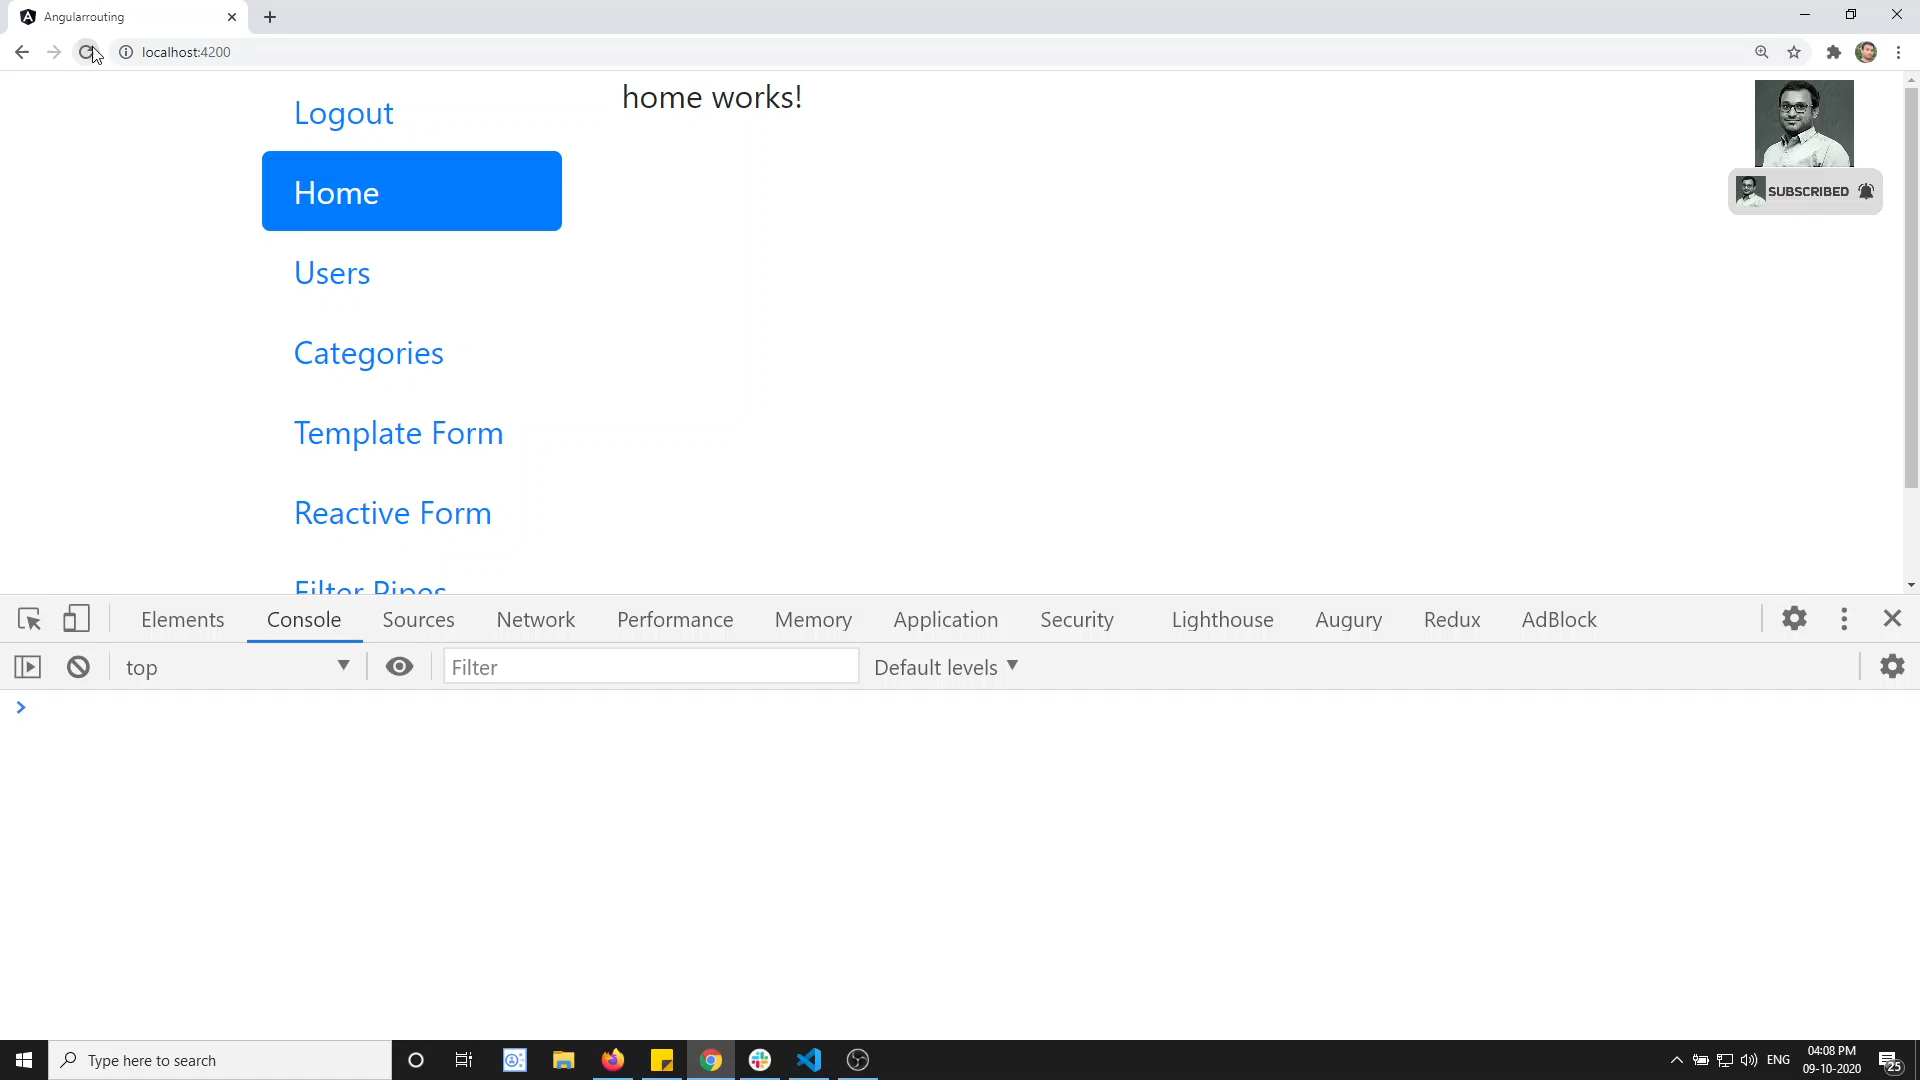 Angularrouting
localhost:4200
Logout
home works!
Home
SUBSCRIBED
Users
Categories
Template Form
Reactive Form
Filter Pipes
Elements Console Sources Network Performance Memory Application Security Lighthouse Augury Redux AdBlock
top Filter Default levels
Type here to search
ENG
04:08 PM
09-10-2020
25